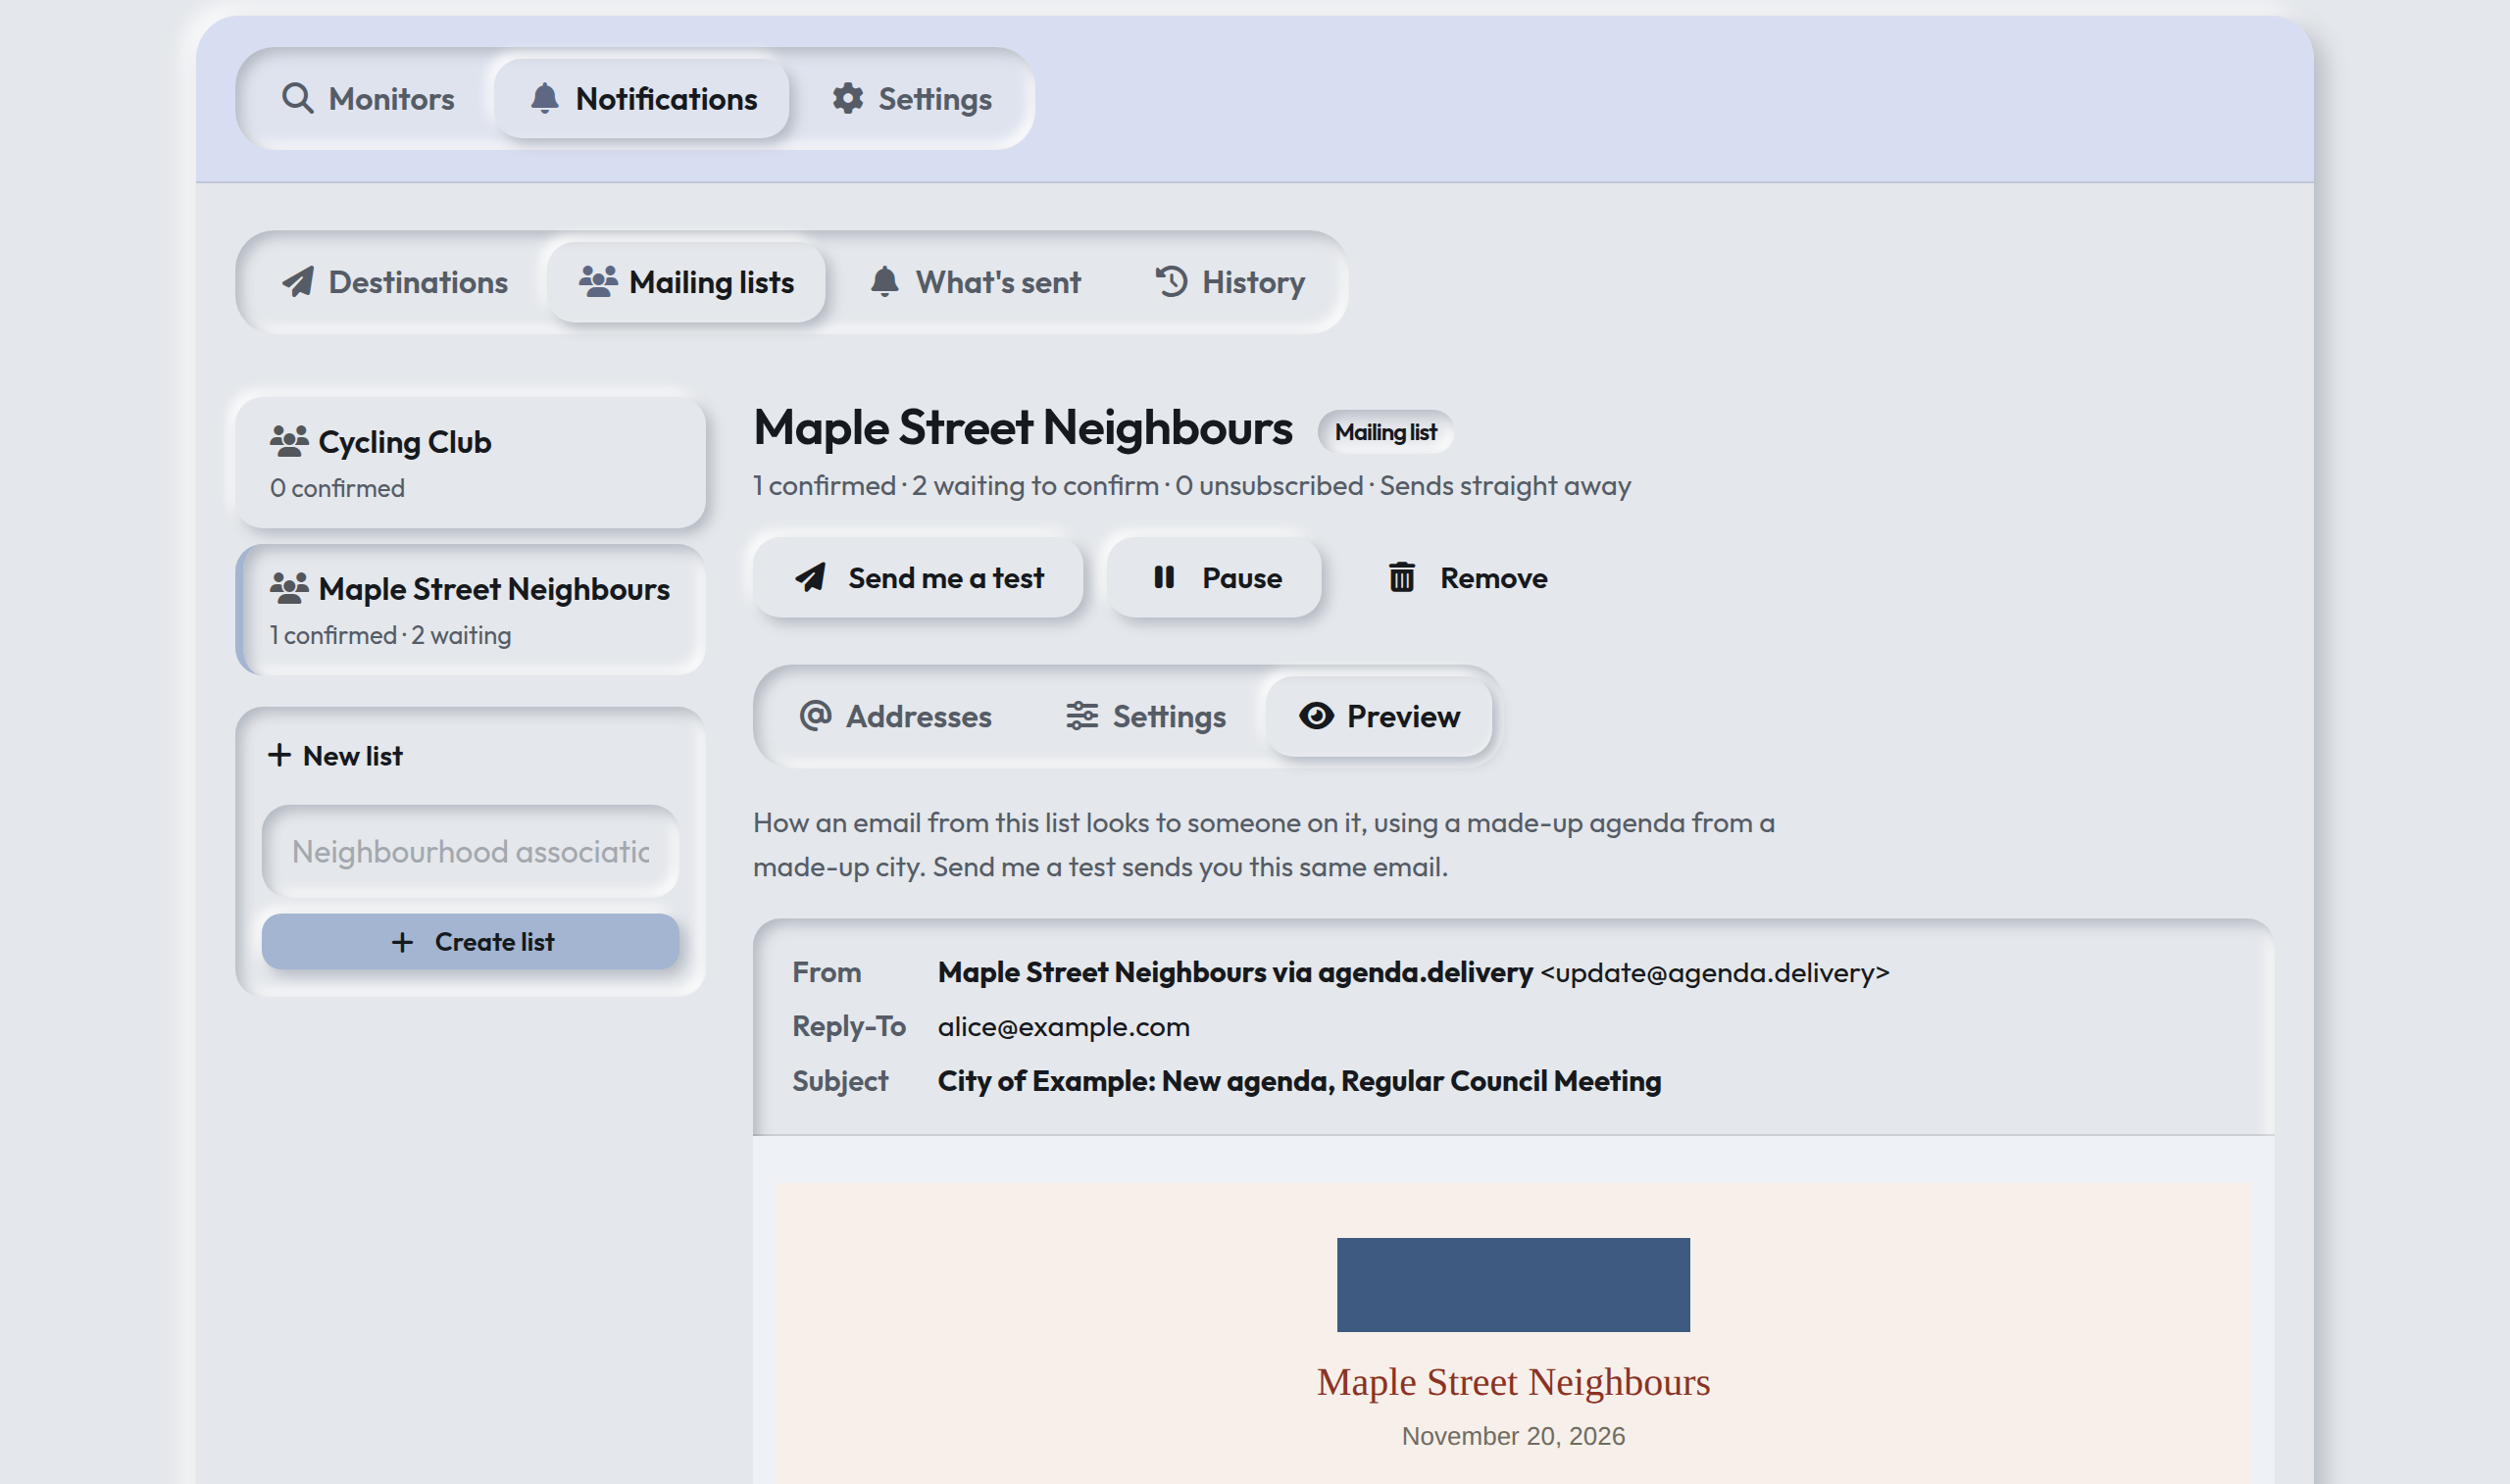 Monitors
Notifications
Settings
Destinations
Mailing lists
What's sent
History
Cycling Club
0 confirmed
Maple Street Neighbours
1 confirmed · 2 waiting
New list
Neighbourhood associatic
Create list
Maple Street Neighbours
Mailing list
1 confirmed · 2 waiting to confirm · 0 unsubscribed · Sends straight away
Send me a test
Pause
Remove
Addresses
Settings
Preview
How an email from this list looks to someone on it, using a made-up agenda from a
made-up city. Send me a test sends you this same email.
From Maple Street Neighbours via agenda.delivery <update@agenda.delivery>
Reply-To alice@example.com
Subject City of Example: New agenda, Regular Council Meeting
Maple Street Neighbours
November 20, 2026